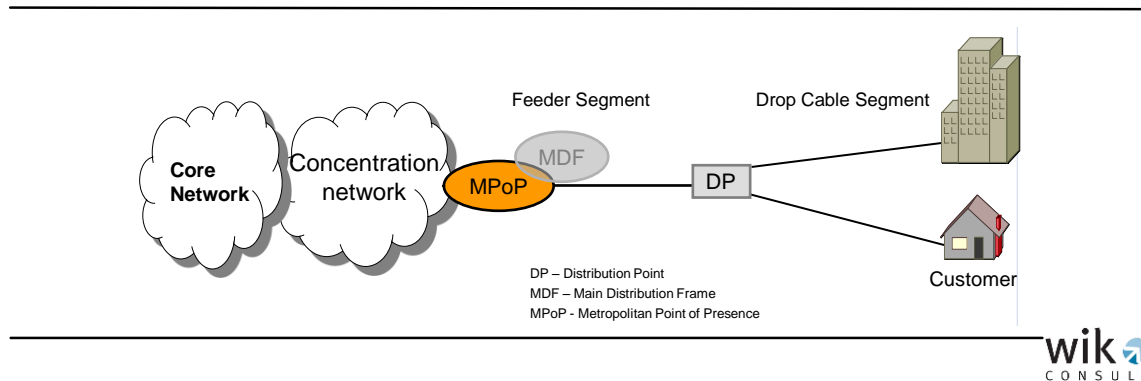 Feeder Segment
Drop Cable Segment
Core
Network
Concentration
network
MDF
MPoP
DP
Customer
DP – Distribution Point
MDF – Main Distribution Frame
MPoP - Metropolitan Point of Presence
wik
CONSUL